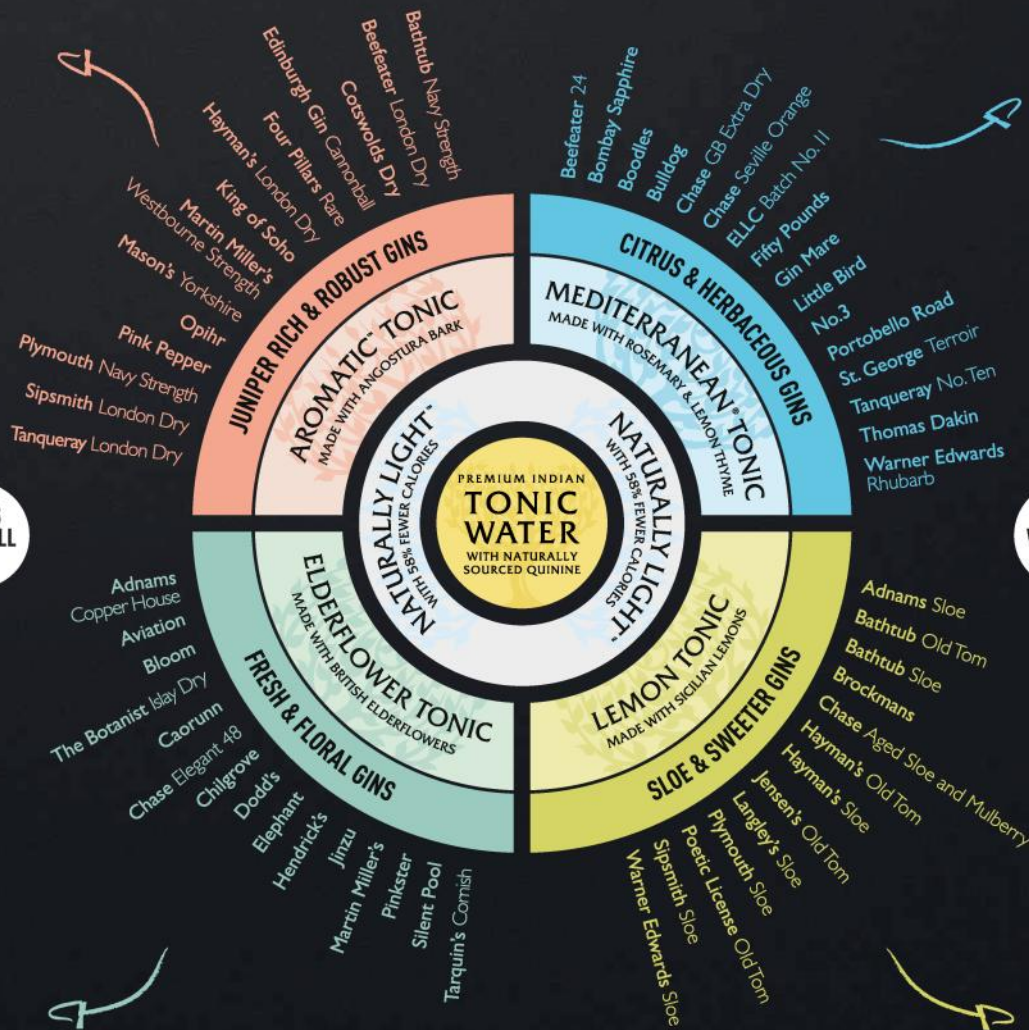 JUNIPER RICH & ROBUST GINS
AROMATIC™ TONIC
MADE WITH ANGOSTURA BARK
Tanqueray London Dry
Sipsmith London Dry
Plymouth Navy Strength
Pink Pepper
Opihr
Mason's Yorkshire
Martin Miller's
Westbourne Strength
King of Soho
Hayman's London Dry
Four Pillars Rare
Edinburgh Gin Cannonball
Cotswolds Dry
Beefeater London Dry
Bathtub Navy Strength
CITRUS & HERBACEOUS GINS
MEDITERRANEAN® TONIC
MADE WITH ROSEMARY & LEMON THYME
Beefeater 24
Bombay Sapphire
Boodles
Bulldog
Chase GB Extra Dry
Chase Seville Orange
ELLC Batch No. 11
Fifty Pounds
Gin Mare
Little Bird
No.3
Portobello Road
St. George Terroir
Tanqueray No. Ten
Thomas Dakin
Warner Edwards
Rhubarb
NATURALLY LIGHT™
WITH 58% FEWER CALORIES
PREMIUM INDIAN
TONIC
WATER
WITH NATURALLY
SOURCED QUININE
NATURALLY LIGHT™
WITH 58% FEWER CALORIES
FRESH & FLORAL GINS
ELDERFLOWER TONIC
MADE WITH BRITISH ELDERFLOWERS
Adnams
Copper House
Aviation
Bloom
The Botanist Islay Dry
Caorunn
Chase Elegant 48
Chilgrove
Dodd's
Elephant
Hendrick's
Jinzu
Martin Miller's
Pinkster
Silent Pool
Tarquin's Cornish
SLOE & SWEETER GINS
LEMON TONIC
MADE WITH SICILIAN LEMONS
Adnams Sloe
Bathtub Old Tom
Bathtub Sloe
Brockmans
Chase Aged Sloe and Mulberry
Hayman's Old Tom
Hayman's Sloe
Jensen's Old Tom
Langley's Sloe
Plymouth Sloe
Poetic License Old Tom
Sipsmith Sloe
Warner Edwards Sloe